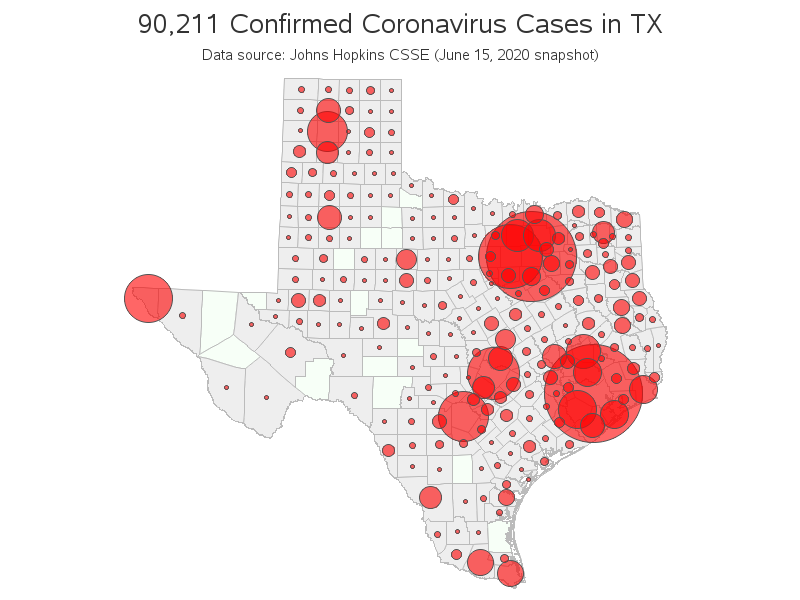 90,211 Confirmed Coronavirus Cases in TX
Data source: Johns Hopkins CSSE (June 15, 2020 snapshot)